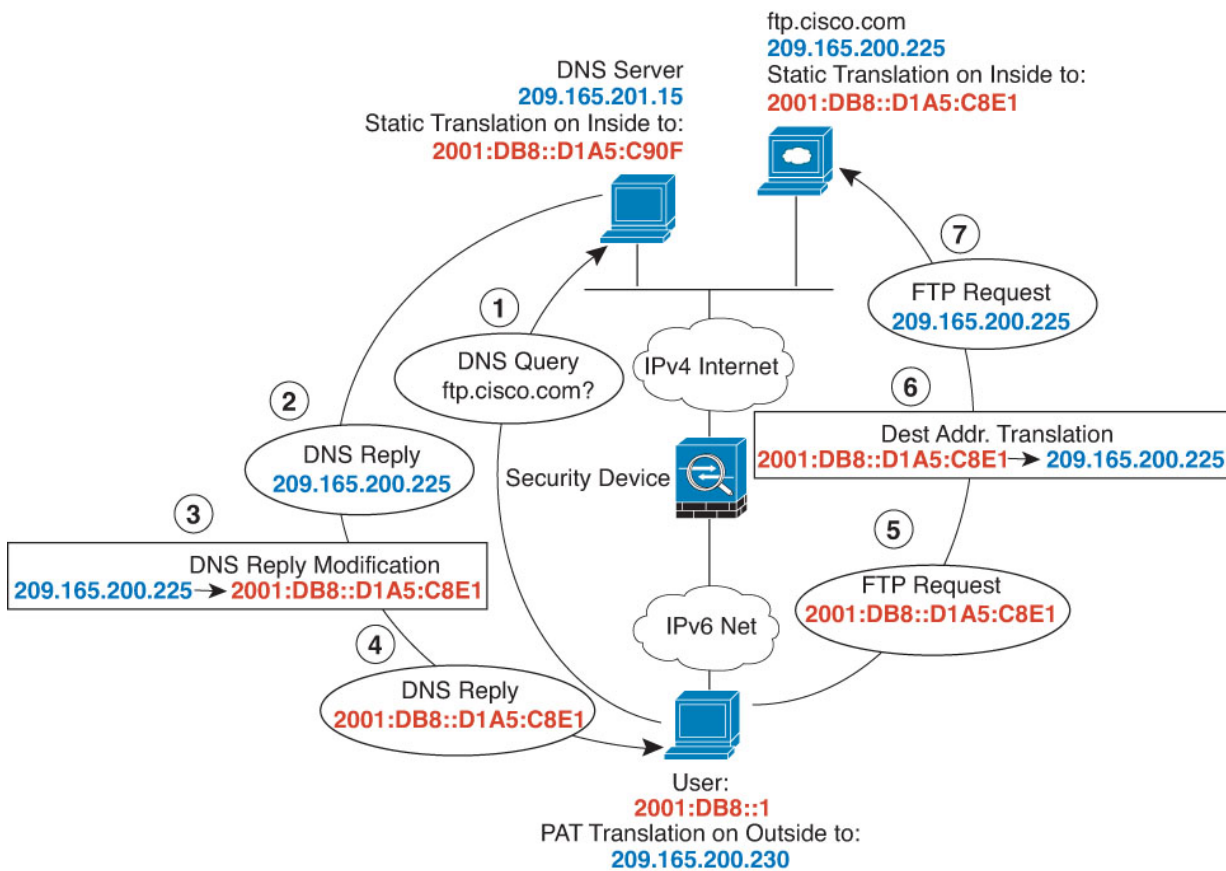 ftp.cisco.com
209.165.200.225
Static Translation on Inside to:
2001:DB8::D1A5:C8E1
DNS Server
209.165.201.15
Static Translation on Inside to:
2001:DB8::D1A5:C90F
1
DNS Query
ftp.cisco.com?
2
DNS Reply
209.165.200.225
3
DNS Reply Modification
209.165.200.225 → 2001:DB8::D1A5:C8E1
4
DNS Reply
2001:DB8::D1A5:C8E1
IPv4 Internet
Security Device
IPv6 Net
7
FTP Request
209.165.200.225
6
Dest Addr. Translation
2001:DB8::D1A5:C8E1 → 209.165.200.225
5
FTP Request
2001:DB8::D1A5:C8E1
User:
2001:DB8::1
PAT Translation on Outside to:
209.165.200.230